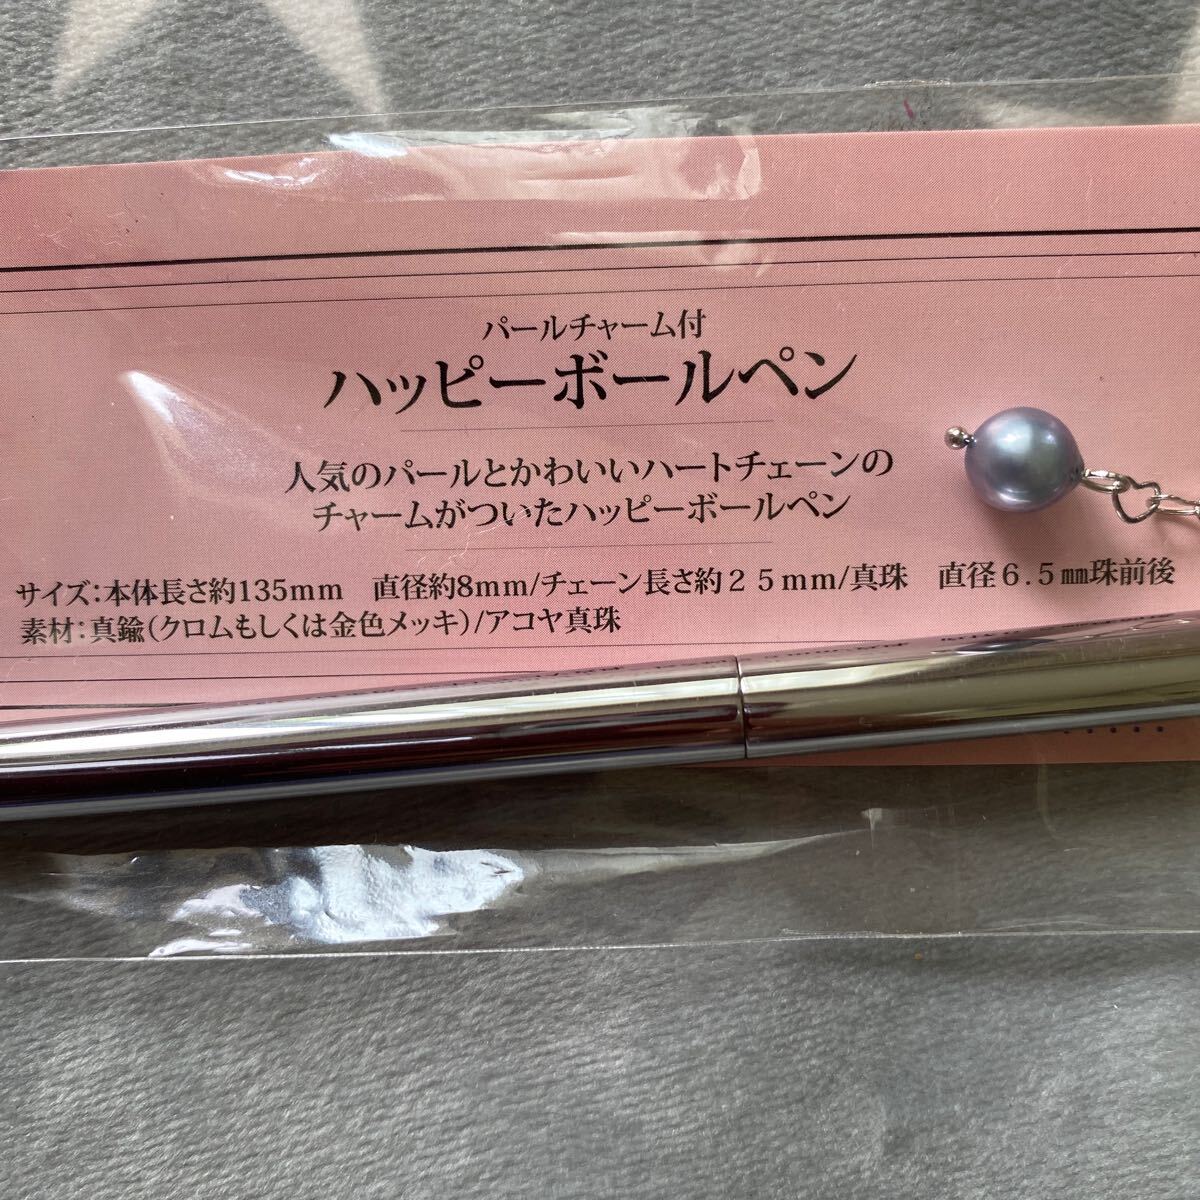 パールチャーム付
ハッピーボールペン
人気のパールとかわいいハートチェーンの
チャームがついたハッピーボールペン
サイズ：本体長さ約135mm　直径約8mm/チェーン長さ約２５mm/真珠　直径６.５㎜珠前後
素材：真鍮（クロムもしくは金色メッキ）/アコヤ真珠